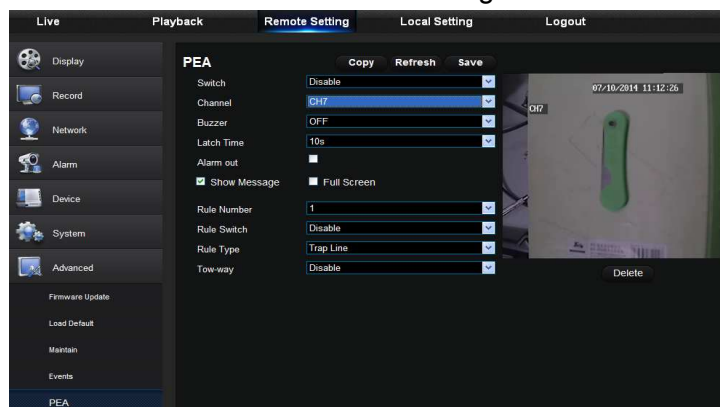 Live Playback Remote Setting Local Setting Logout
Display
Record
Network
Alarm
Device
System
Advanced
Firmware Update
Load Default
Maintain
Events
PEA
PEA Copy Refresh Save
Switch Disable
Channel CH7
Buzzer OFF
Latch Time 10s
Alarm out
Show Message Full Screen
Rule Number 1
Rule Switch Disable
Rule Type Trap Line
Tow-way Disable
07/10/2014 11:12:26
CH7
Delete